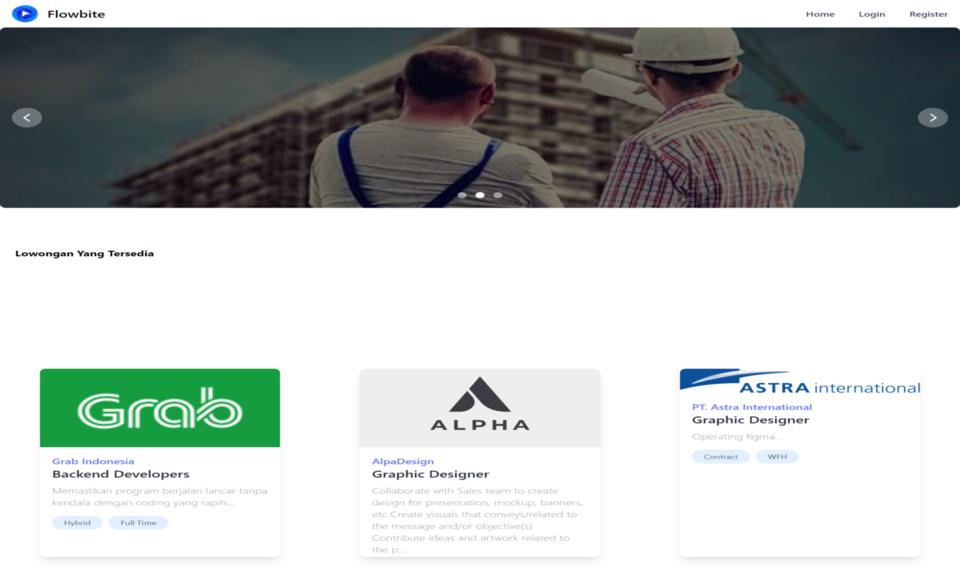 Flowbite
Home Login Register
Lowongan Yang Tersedia
Grab
Grab Indonesia
Backend Developers
Memastikan program berjalan lancar tanpa
kendala dengan coding yang rapih...
Hybrid Full Time
ALPHA
AlpaDesign
Graphic Designer
Collaborate with Sales team to create
design for presentation, mockup, banners,
etc Create visuals that conveys/related to
the message and/or objective(s)
Contribute ideas and artwork related to
the p...
ASTRA international
PT. Astra International
Graphic Designer
Operating figma...
Contract WFH